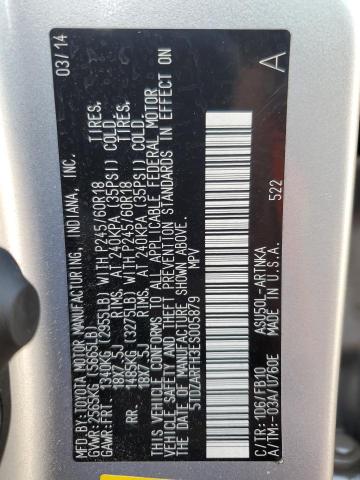 MFD.BY:TOYOTA MOTOR MANUFACTURING, INDIANA, INC. 03/14
GVWR:2565KG (5665LB)
GAWR:FRT. 1340KG (2955LB) WITH P245/60R18 TIRES,
18X7.5J RIMS, AT 240KPA (35PSI) COLD.
RR. 1485KG (3275LB) WITH P245/60R18 TIRES,
18X7.5J RIMS, AT 240KPA (35PSI) COLD.
THIS VEHICLE CONFORMS TO ALL APPLICABLE FEDERAL MOTOR
VEHICLE SAFETY AND THEFT PREVENTION STANDARDS IN EFFECT ON
THE DATE OF MANUFACTURE SHOWN ABOVE.
5TDZARFH3ES005879 MPV
A
522
C/TR: 1D6/FB10 ASU50L-ARTNKA
A/TM:-03A/U760E MADE IN U.S.A.